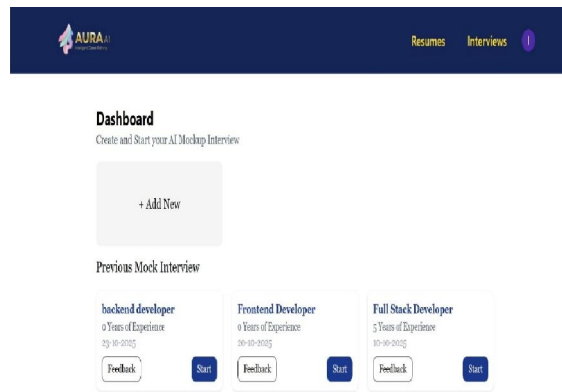 AURA AI
Resumes
Interviews
I
Dashboard
Create and Start your AI Mockup Interview
+ Add New
Previous Mock Interview
backend developer
0 Years of Experience
23-10-2025
Feedback
Start
Frontend Developer
0 Years of Experience
20-10-2025
Feedback
Start
Full Stack Developer
5 Years of Experience
10-10-2025
Feedback
Start